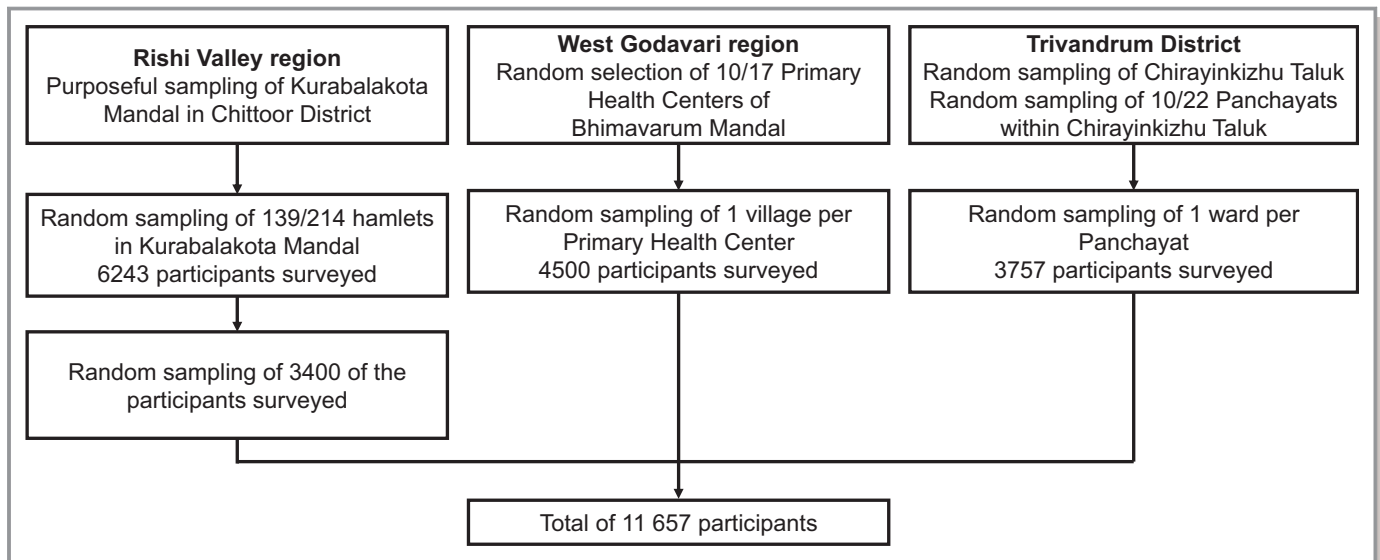 Rishi Valley region
Purposeful sampling of Kurabalakota
Mandal in Chittoor District
West Godavari region
Random selection of 10/17 Primary
Health Centers of
Bhimavarum Mandal
Trivandrum District
Random sampling of Chirayinkizhu Taluk
Random sampling of 10/22 Panchayats
within Chirayinkizhu Taluk
Random sampling of 139/214 hamlets
in Kurabalakota Mandal
6243 participants surveyed
Random sampling of 1 village per
Primary Health Center
4500 participants surveyed
Random sampling of 1 ward per
Panchayat
3757 participants surveyed
Random sampling of 3400 of the
participants surveyed
Total of 11 657 participants